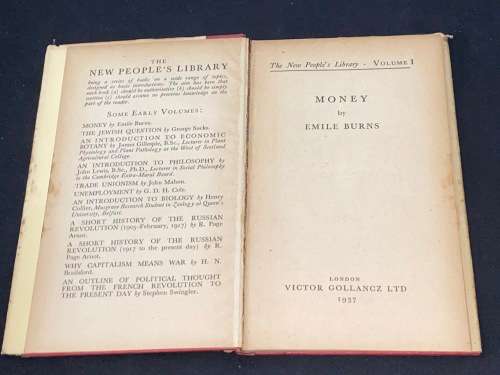 THE
NEW PEOPLE'S LIBRARY
being a series of books on a wide range of topics,
designed as basic introductions. The aim has been that
each book (a) should be authoritative (b) should be simply
written (c) should assume no previous knowledge on the
part of the reader.
SOME EARLY VOLUMES:
MONEY by Emile Burns.
THE JEWISH QUESTION by George Sacks.
AN INTRODUCTION TO ECONOMIC
BOTANY by James Gillespie, B.Sc., Lecturer in Plant
Physiology and Plant Pathology at the West of Scotland
Agricultural College.
AN INTRODUCTION TO PHILOSOPHY by
John Lewis, B.Sc., Ph.D., Lecturer in Social Philosophy
to the Cambridge Extra-Mural Board.
TRADE UNIONISM by John Mahon.
UNEMPLOYMENT by G. D. H. Cole.
AN INTRODUCTION TO BIOLOGY by Henry
Collier, Musgrave Research Student in Zoology at Queen's
University, Belfast.
A SHORT HISTORY OF THE RUSSIAN
REVOLUTION (1905-February, 1917) by R. Page
Arnot.
A SHORT HISTORY OF THE RUSSIAN
REVOLUTION (1917 to the present day) by R.
Page Arnot.
WHY CAPITALISM MEANS WAR by H. N.
Brailsford.
AN OUTLINE OF POLITICAL THOUGHT
FROM THE FRENCH REVOLUTION TO
THE PRESENT DAY by Stephen Swingler.
The New People's Library - VOLUME I
MONEY
by
EMILE BURNS
LONDON
VICTOR GOLLANCZ LTD
1937